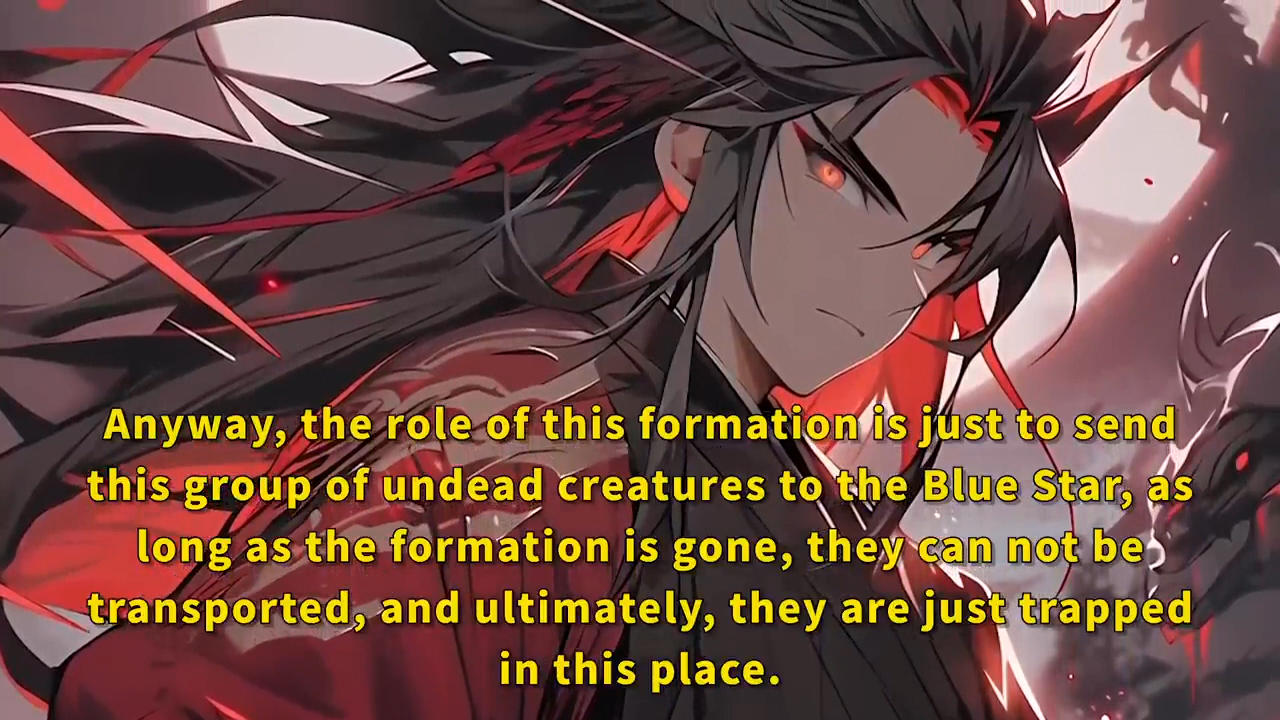 Anyway, the role of this formation is just to send
this group of undead creatures to the Blue Star, as
long as the formation is gone, they can not be
transported, and ultimately, they are just trapped
in this place.